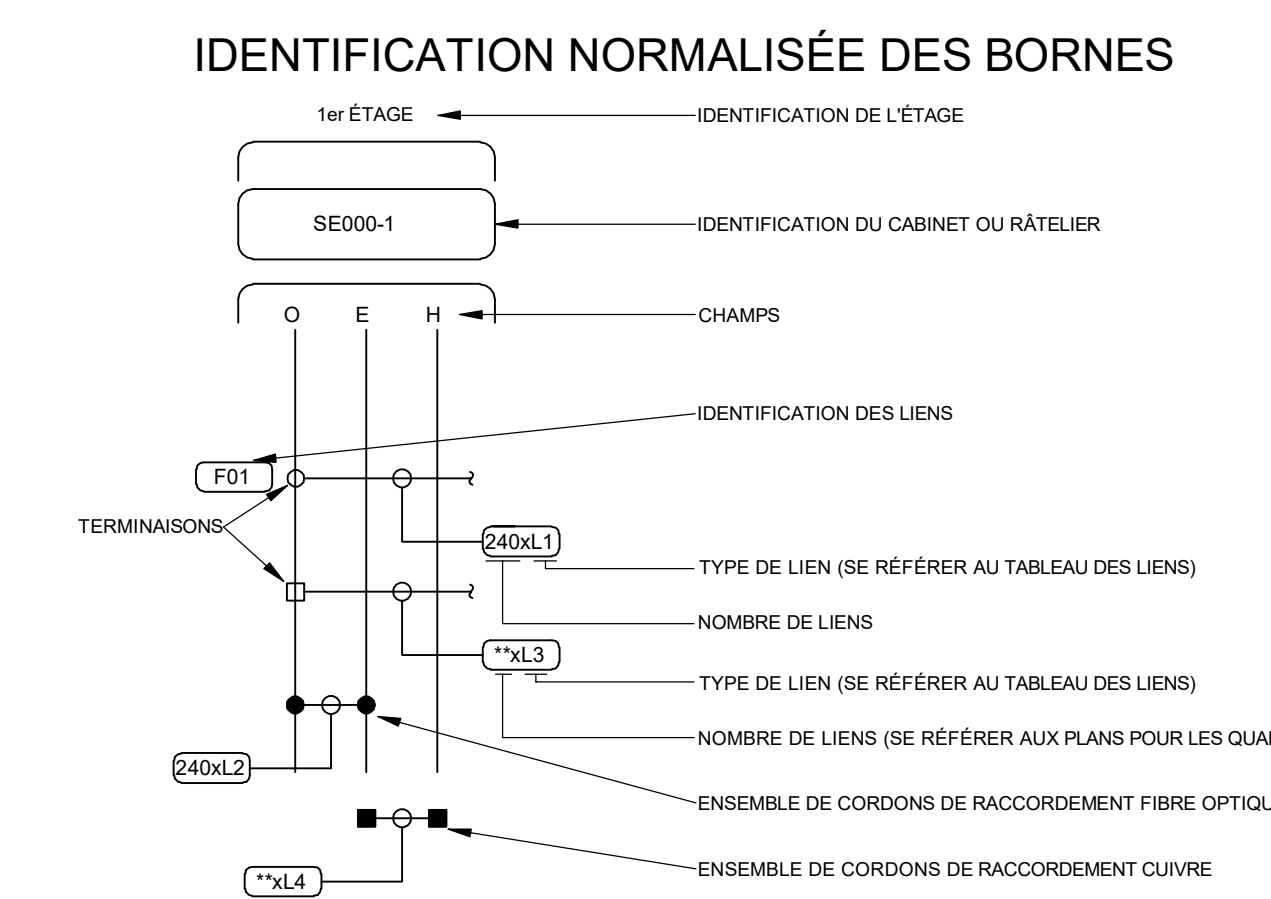 IDENTIFICATION NORMALISÉE DES BORNES
1er ÉTAGE
IDENTIFICATION DE L'ÉTAGE
SE000-1
IDENTIFICATION DU CABINET OU RÂTELIER
O E H
CHAMPS
IDENTIFICATION DES LIENS
F01
TERMINAISONS
240xL1
TYPE DE LIEN (SE RÉFÉRER AU TABLEAU DES LIENS)
NOMBRE DE LIENS
**xL3
TYPE DE LIEN (SE RÉFÉRER AU TABLEAU DES LIENS)
NOMBRE DE LIENS (SE RÉFÉRER AUX PLANS POUR LES
240xL2
ENSEMBLE DE CORDONS DE RACCORDEMENT FIBRE
ENSEMBLE DE CORDONS DE RACCORDEMENT CUIVRE
**xL4